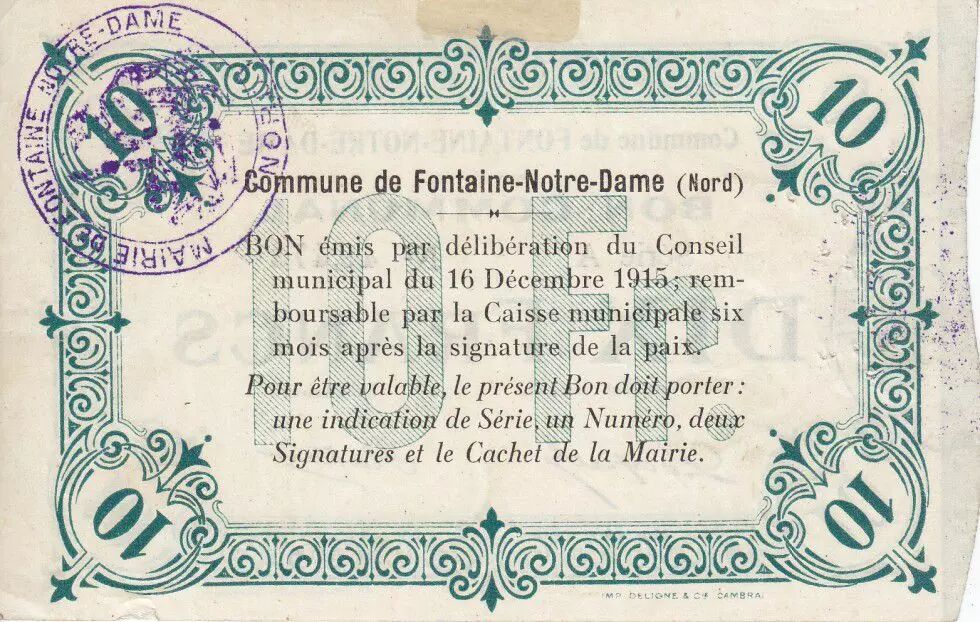 MAIRIE DE FONTAINE-NOTRE-DAME
10
10
Commune de Fontaine-Notre-Dame (Nord)
BON émis par délibération du Conseil
municipal du 16 Décembre 1915; rem-
boursable par la Caisse municipale six
mois après la signature de la paix.
Pour être valable, le présent Bon doit porter :
une indication de Série, un Numéro, deux
Signatures et le Cachet de la Mairie.
10 Fr.
10
10
IMP. DELIGNE & Cie CAMBRAI